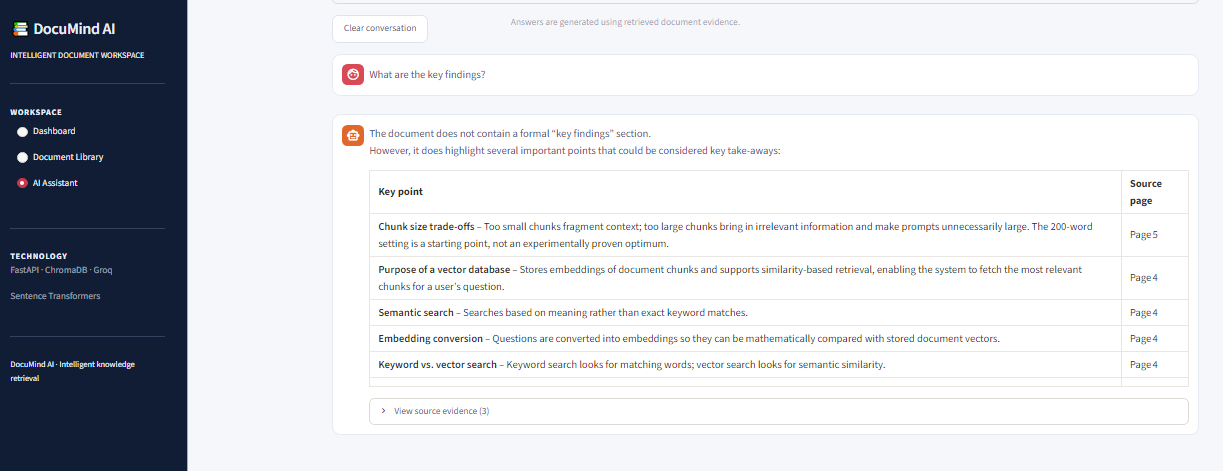 DocuMind AI
INTELLIGENT DOCUMENT WORKSPACE
WORKSPACE
Dashboard
Document Library
AI Assistant
TECHNOLOGY
FastAPI · ChromaDB · Groq
Sentence Transformers
DocuMind AI · Intelligent knowledge
retrieval
Clear conversation
Answers are generated using retrieved document evidence.
What are the key findings?
The document does not contain a formal “key findings” section.
However, it does highlight several important points that could be considered key take-aways:
Key point
Source
page
Chunk size trade-offs – Too small chunks fragment context; too large chunks bring in irrelevant information and make prompts unnecessarily large. The 200-word
setting is a starting point, not an experimentally proven optimum.
Page 5
Purpose of a vector database – Stores embeddings of document chunks and supports similarity-based retrieval, enabling the system to fetch the most relevant
chunks for a user’s question.
Page 4
Semantic search – Searches based on meaning rather than exact keyword matches.
Page 4
Embedding conversion – Questions are converted into embeddings so they can be mathematically compared with stored document vectors.
Page 4
Keyword vs. vector search – Keyword search looks for matching words; vector search looks for semantic similarity.
Page 4
View source evidence (3)